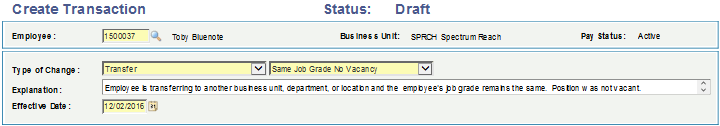 Create Transaction Status: Draft
Employee: 1500037 Toby Bluenote Business Unit: SPRCH Spectrum Reach Pay Status: Active
Type of Change: Transfer Same Job Grade No Vacancy
Explanation: Employee is transferring to another business unit, department, or location and the employee's job grade remains the same. Position was not vacant.
Effective Date: 12/02/2016